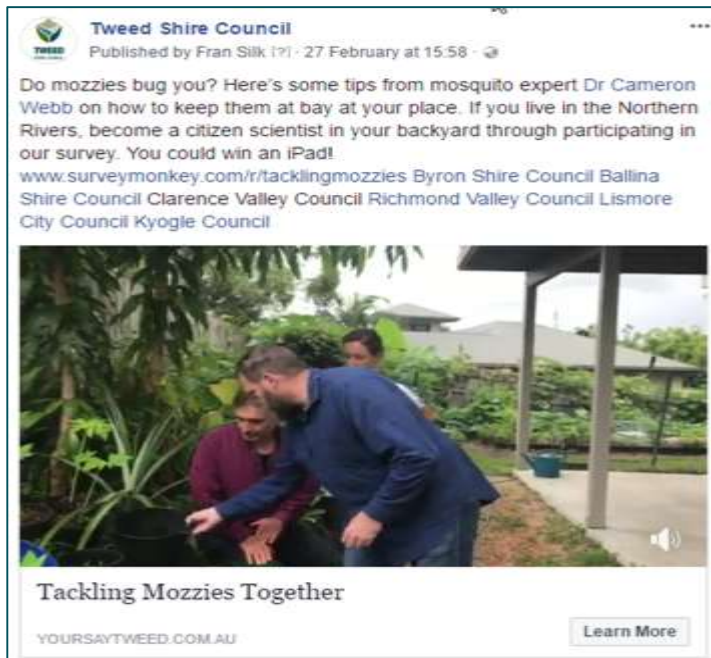 Tweed Shire Council
Published by Fran Silk [?] · 27 February at 15:58 ·
Do mozzies bug you? Here's some tips from mosquito expert Dr Cameron
Webb on how to keep them at bay at your place. If you live in the Northern
Rivers, become a citizen scientist in your backyard through participating in
our survey. You could win an iPad!
www.surveymonkey.com/r/tacklingmozzies Byron Shire Council Ballina
Shire Council Clarence Valley Council Richmond Valley Council Lismore
City Council Kyogle Council
TWEED
Tackling Mozzies Together
YOURSAYTWEED.COM.AU
Learn More